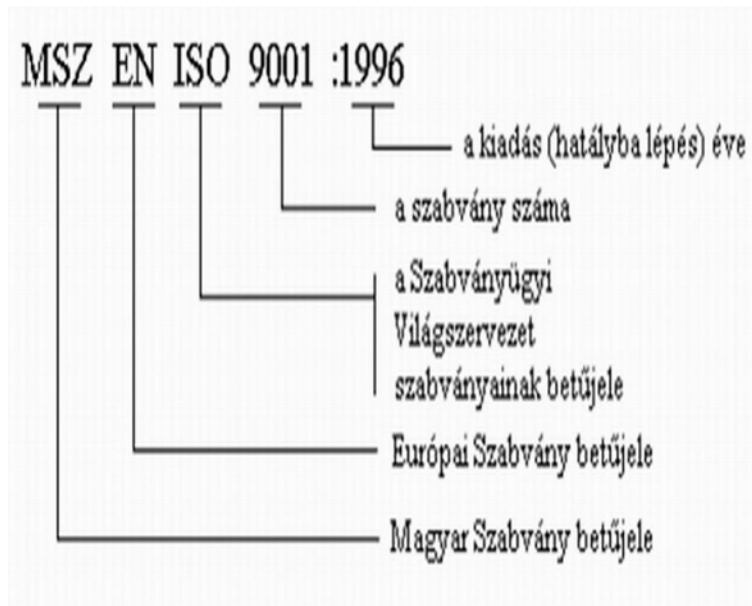 MSZ EN ISO 9001 :1996
a kiadás (hatályba lépés) éve
a szabvány száma
a Szabványügyi
Világszervezet
szabványainak betűjele
Európai Szabvány betűjele
Magyar Szabvány betűjele